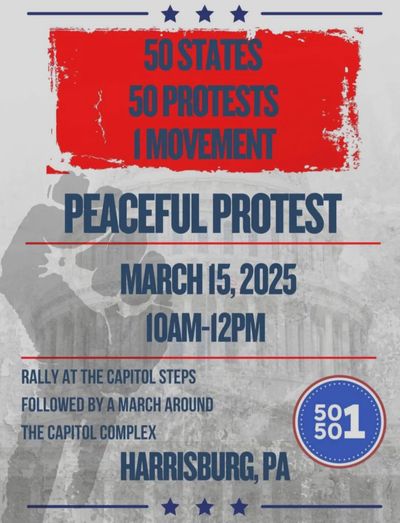 50 STATES
50 PROTESTS
1 MOVEMENT
PEACEFUL PROTEST
MARCH 15, 2025
10AM-12PM
RALLY AT THE CAPITOL STEPS
FOLLOWED BY A MARCH AROUND
THE CAPITOL COMPLEX
50
50 1
HARRISBURG, PA